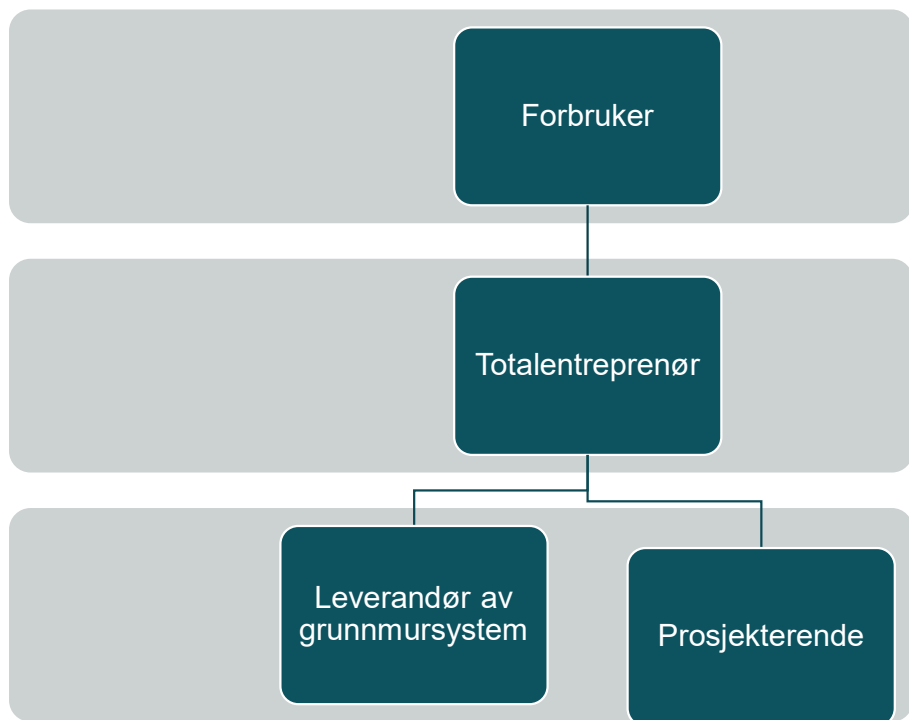 Forbruker
Totalentreprenør
Leverandør av
grunnmursystem
Prosjekterende